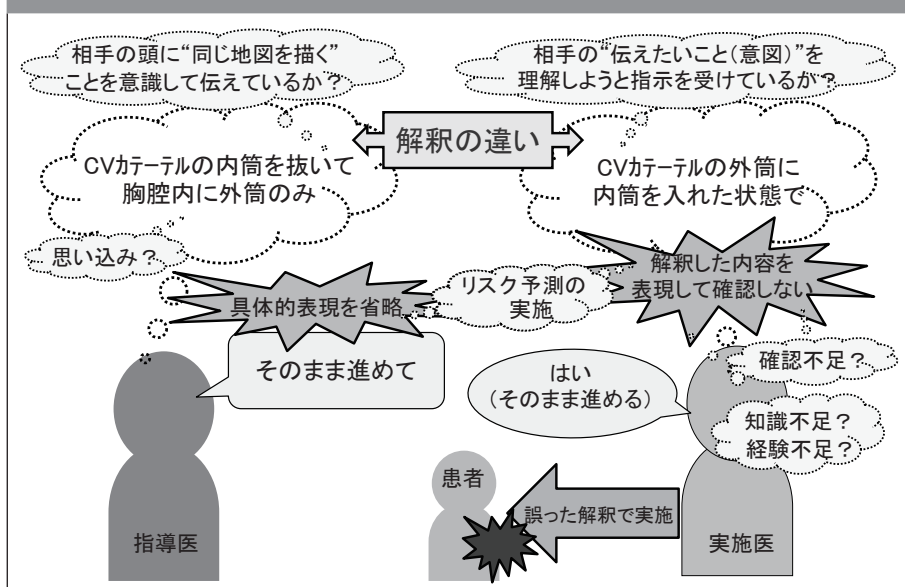 相手の頭に“同じ地図を描く”
ことを意識して伝えているか？
相手の“伝えたいこと(意図)”を
理解しようと指示を受けているか？
解釈の違い
CVｶﾃｰﾃﾙの内筒を抜いて
胸腔内に外筒のみ
CVｶﾃｰﾃﾙの外筒に
内筒を入れた状態で
思い込み？
具体的表現を省略
リスク予測の
実施
解釈した内容を
表現して確認しない
そのまま進めて
はい
(そのまま進める)
確認不足？
知識不足？
経験不足？
患者
誤った解釈で実施
指導医
実施医